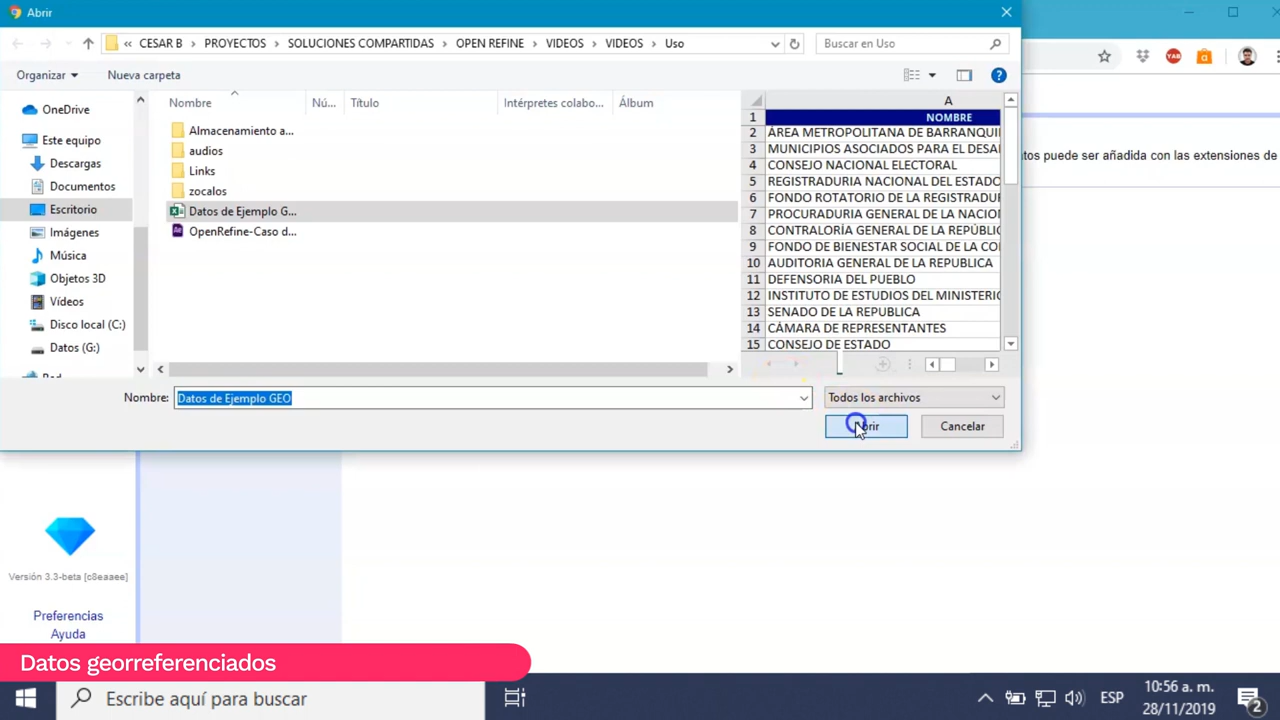 Abrir
« CESAR B > PROYECTOS > SOLUCIONES COMPARTIDAS > OPEN REFINE > VIDEOS > VIDEOS > Uso
Buscar en Uso
Organizar
Nueva carpeta
OneDrive
Este equipo
Descargas
Documentos
Escritorio
Imágenes
Música
Objetos 3D
Vídeos
Disco local (C:)
Datos (G:)
Nombre
Nú...
Título
Intérpretes colabo...
Álbum
Almacenamiento a...
audios
Links
zocalos
Datos de Ejemplo G...
OpenRefine-Caso d...
A
1 NOMBRE
2 ÁREA METROPOLITANA DE BARRANQUI
3 MUNICIPIOS ASOCIADOS PARA EL DESA
4 CONSEJO NACIONAL ELECTORAL
5 REGISTRADURIA NACIONAL DEL ESTADO
6 FONDO ROTATORIO DE LA REGISTRADUR
7 PROCURADURIA GENERAL DE LA NACION
8 CONTRALORÍA GENERAL DE LA REPÚBLIC
9 FONDO DE BIENESTAR SOCIAL DE LA CO
10 AUDITORIA GENERAL DE LA REPUBLICA
11 DEFENSORIA DEL PUEBLO
12 INSTITUTO DE ESTUDIOS DEL MINISTERIO
13 SENADO DE LA REPUBLICA
14 CÁMARA DE REPRESENTANTES
15 CONSEJO DE ESTADO
Nombre:
Datos de Ejemplo GEO
Todos los archivos
Abrir
Cancelar
YAB
a
tos puede ser añadida con las extensiones de
Versión 3.3-beta [c8eaaee]
Preferencias
Ayuda
Datos georreferenciados
Escribe aquí para buscar
ESP
10:56 a. m.
28/11/2019
2